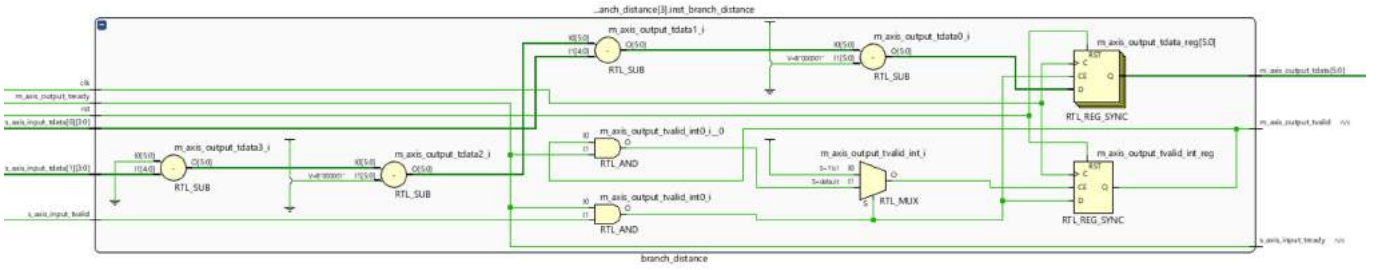 ...anch_distance[3].inst_branch_distance
m_axis_output_tdata1_i
I0[5:0]
I1[4:0]
O[5:0]
RTL_SUB
m_axis_output_tdata0_i
I0[5:0]
V=B"000001"
I1[5:0]
O[5:0]
RTL_SUB
m_axis_output_tdata_reg[5:0]
RST
C
CE
D
Q
RTL_REG_SYNC
m_axis_output_tdata[5:0]
clk
m_axis_output_tready
rst
s_axis_input_tdata[0][3:0]
s_axis_input_tdata[1][3:0]
s_axis_input_tvalid
m_axis_output_tdata3_i
I0[5:0]
I1[4:0]
O[5:0]
RTL_SUB
m_axis_output_tdata2_i
I0[5:0]
V=B"000001"
I1[5:0]
O[5:0]
RTL_SUB
m_axis_output_tvalid_int0_i__0
I0
I1
O
RTL_AND
m_axis_output_tvalid_int0_i
I0
I1
O
RTL_AND
m_axis_output_tvalid_int_i
S=1'b1
I0
S=default
I1
O
S
RTL_MUX
m_axis_output_tvalid_int_reg
RST
C
CE
D
Q
RTL_REG_SYNC
m_axis_output_tvalid n/c
s_axis_input_tready n/c
branch_distance